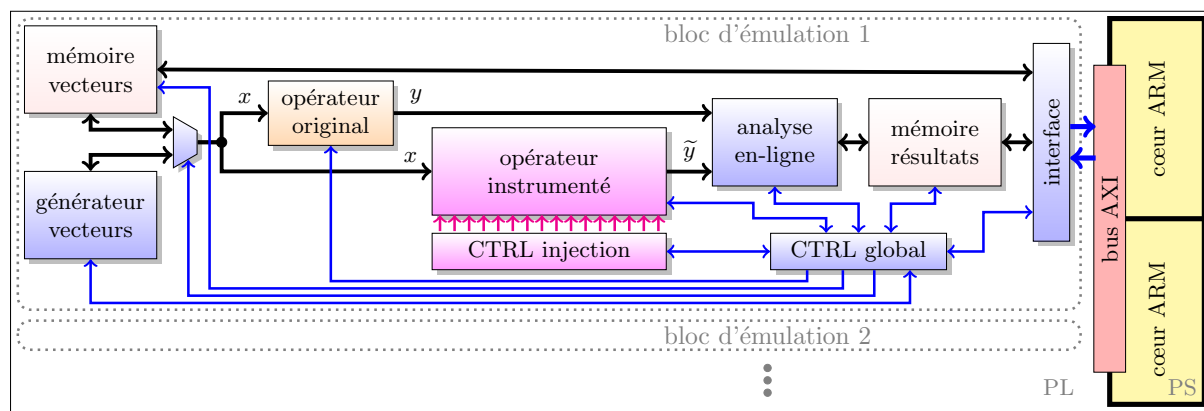 bloc d'émulation 1
mémoire
vecteurs
générateur
vecteurs
x
opérateur
original
y
x
opérateur
instrumenté
ỹ
CTRL injection
analyse
en-ligne
mémoire
résultats
CTRL global
interface
bus AXI
cœur ARM
cœur ARM
bloc d'émulation 2
PL
PS